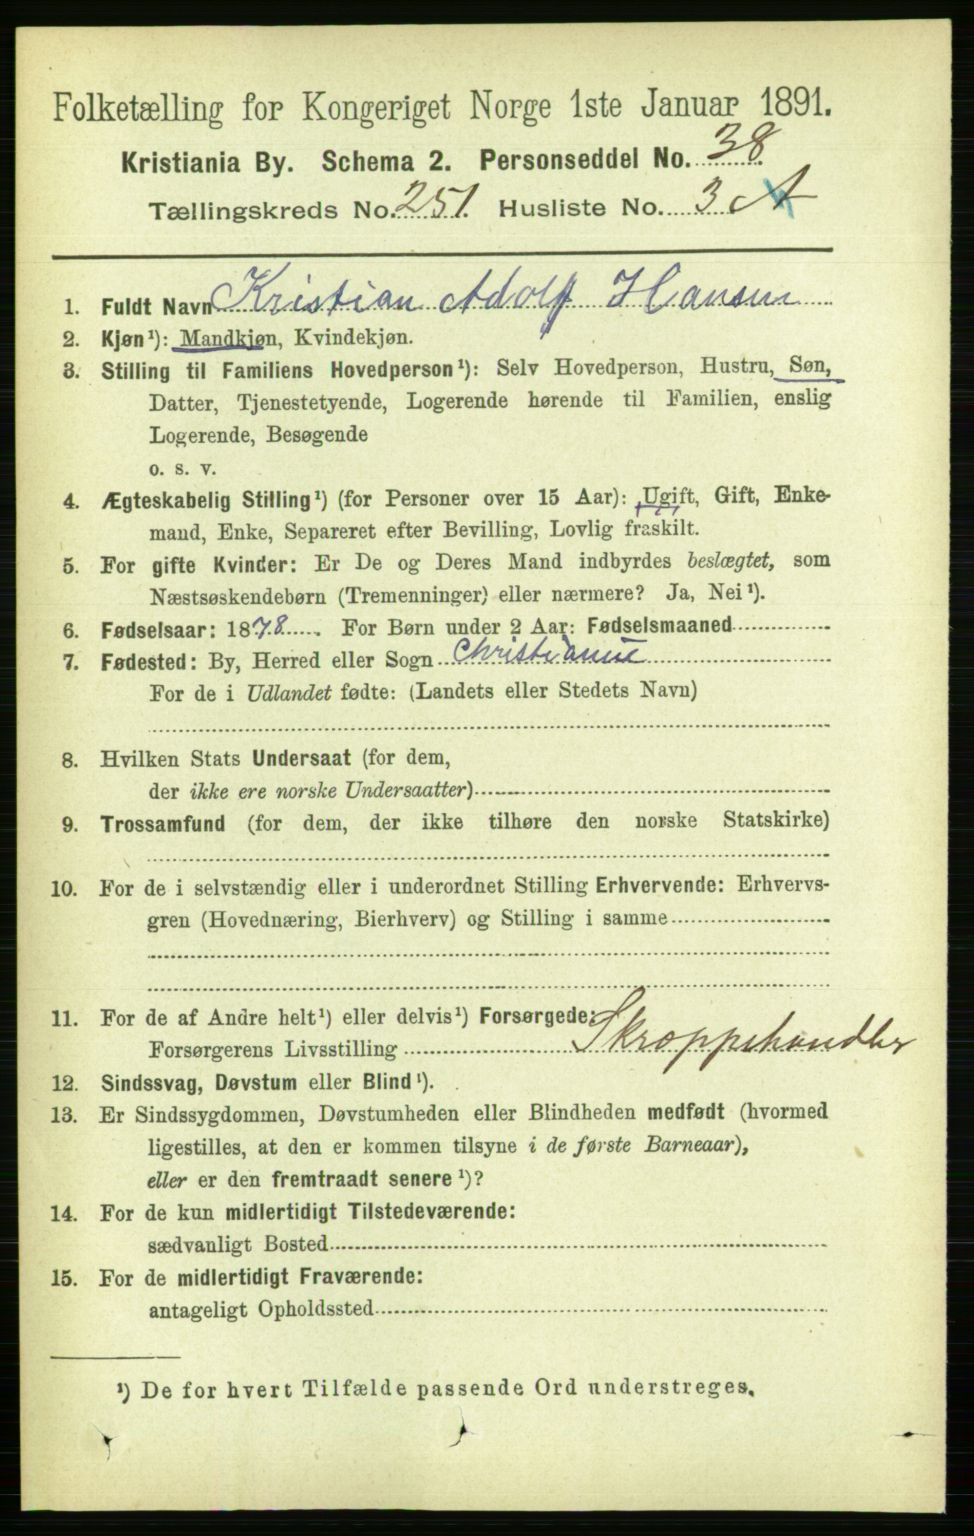 Folketælling for Kongeriget Norge 1ste Januar 1891.
Kristiania By. Schema 2. Personseddel No. 38
Tællingskreds No. 251. Husliste No. 3 A
1. Fuldt Navn Kristian Adolf Hansen
2. Kjøn¹): Mandkjøn, Kvindekjøn.
3. Stilling til Familiens Hovedperson¹): Selv Hovedperson, Hustru, Søn,
Datter, Tjenestetyende, Logerende hørende til Familien, enslig
Logerende, Besøgende
o. s. v.
4. Ægteskabelig Stilling¹) (for Personer over 15 Aar): Ugift, Gift, Enke-
mand, Enke, Separeret efter Bevilling, Lovlig fraskilt.
5. For gifte Kvinder: Er De og Deres Mand indbyrdes beslægtet, som
Næstsøskendebørn (Tremenninger) eller nærmere? Ja, Nei¹).
6. Fødselsaar: 1878. For Børn under 2 Aar: Fødselsmaaned
7. Fødested: By, Herred eller Sogn Christianiie
For de i Udlandet fødte: (Landets eller Stedets Navn)
8. Hvilken Stats Undersaat (for dem,
der ikke ere norske Undersaatter)
9. Trossamfund (for dem, der ikke tilhøre den norske Statskirke)
10. For de i selvstændig eller i underordnet Stilling Erhvervende: Erhvervs-
gren (Hovednæring, Bierhverv) og Stilling i samme
11. For de af Andre helt¹) eller delvis¹) Forsørgede:
Forsørgerens Livsstilling Skroppehandler
12. Sindssvag, Døvstum eller Blind¹).
13. Er Sindssygdommen, Døvstumheden eller Blindheden medfødt (hvormed
ligestilles, at den er kommen tilsyne i de første Barneaar),
eller er den fremtraadt senere¹)?
14. For de kun midlertidigt Tilstedeværende:
sædvanligt Bosted
15. For de midlertidigt Fraværende:
antageligt Opholdssted
¹) De for hvert Tilfælde passende Ord understreges.